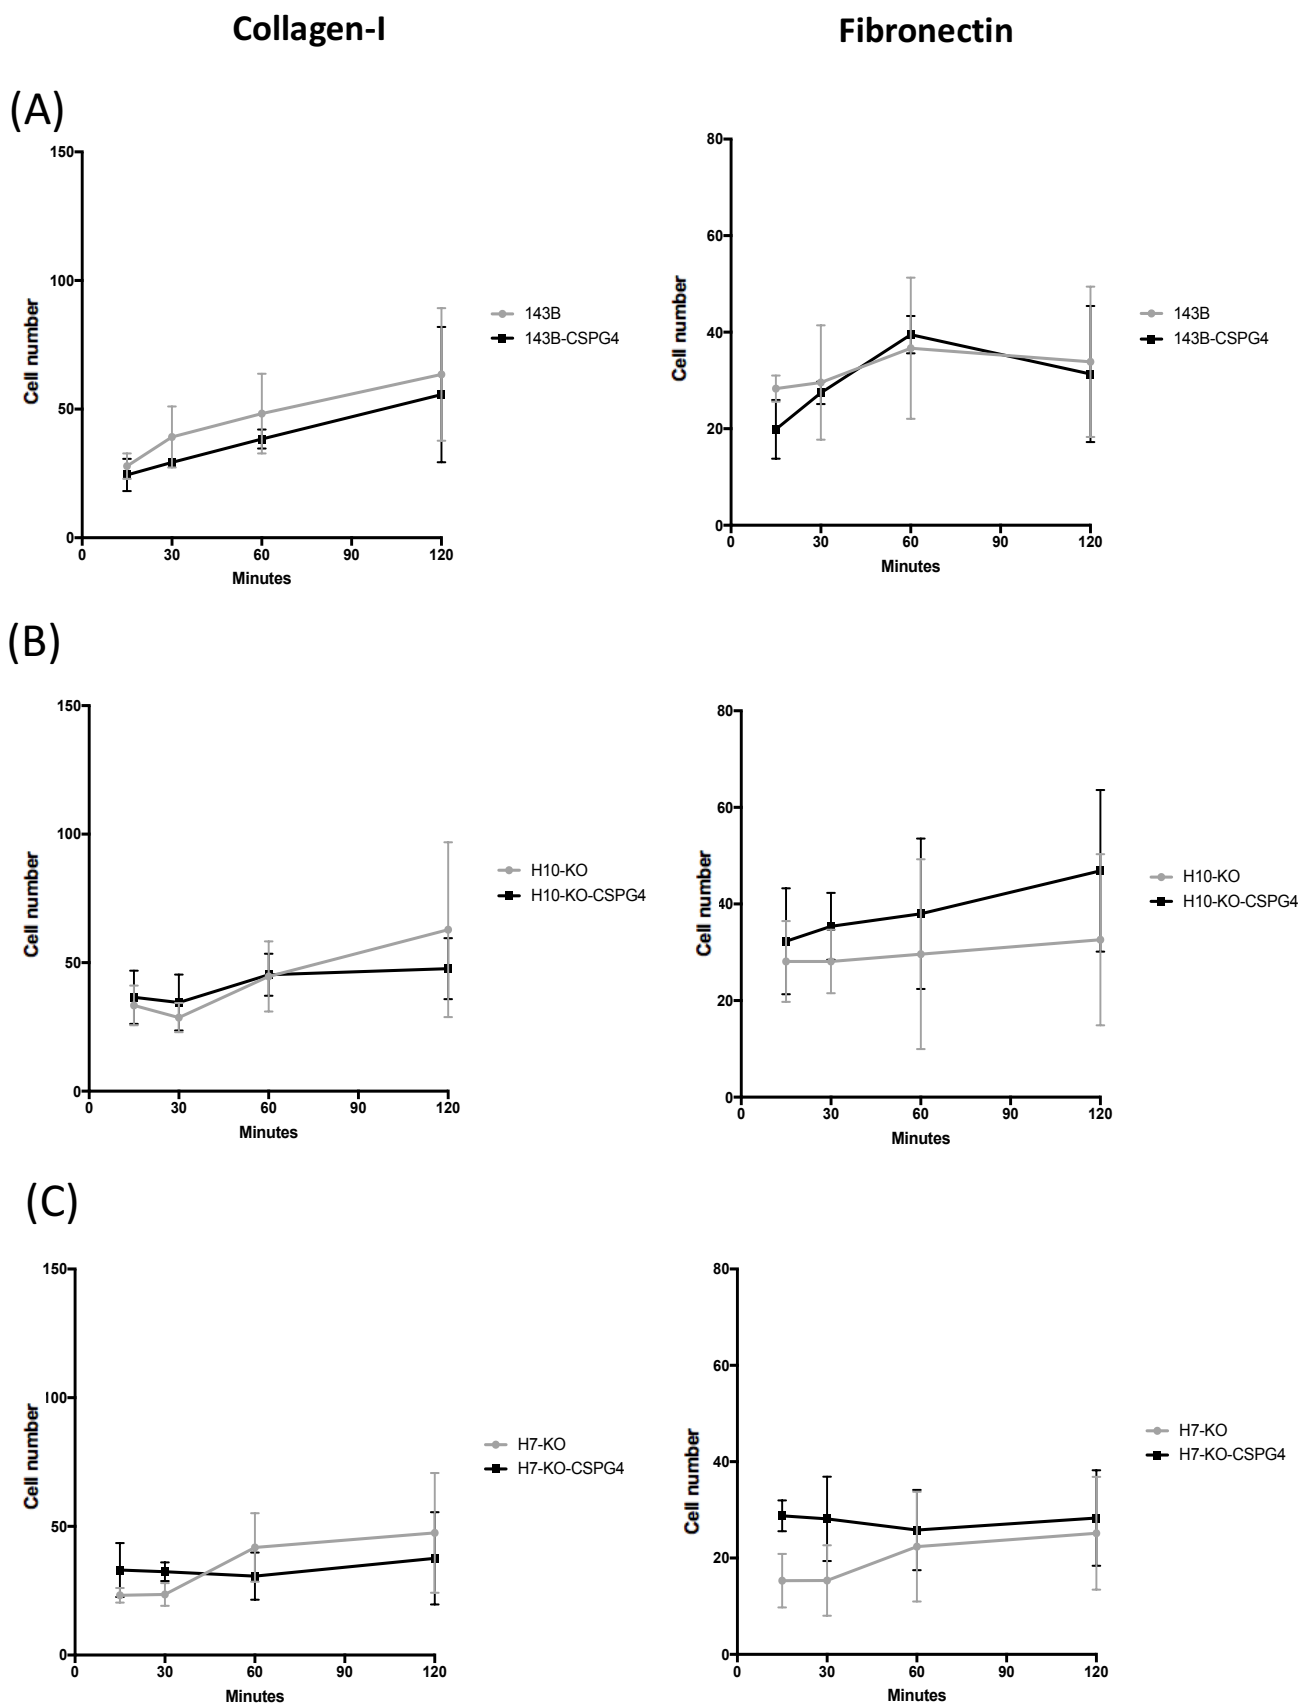 Collagen-I
Fibronectin
(A)
150
100
50
0
0 30 60 90 120
Cell number
Minutes
143B
143B-CSPG4
80
60
40
20
0
0 30 60 90 120
Cell number
Minutes
143B
143B-CSPG4
(B)
150
100
50
0
0 30 60 90 120
Cell number
Minutes
H10-KO
H10-KO-CSPG4
80
60
40
20
0
0 30 60 90 120
Cell number
Minutes
H10-KO
H10-KO-CSPG4
(C)
150
100
50
0
0 30 60 90 120
Cell number
Minutes
H7-KO
H7-KO-CSPG4
80
60
40
20
0
0 30 60 90 120
Cell number
Minutes
H7-KO
H7-KO-CSPG4